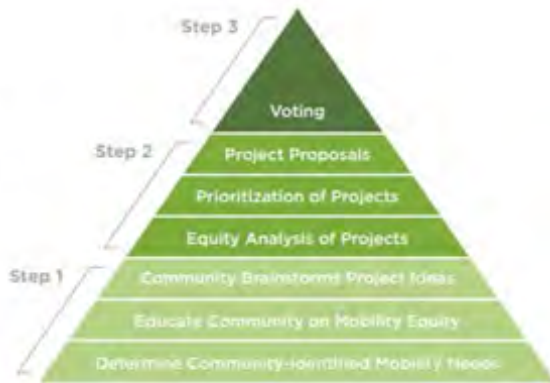 Step 3
Voting
Step 2
Project Proposals
Prioritization of Projects
Equity Analysis of Projects
Step 1
Community Brainstorms Project Ideas
Educate Community on Mobility Equity
Determine Community-Identified Mobility Needs